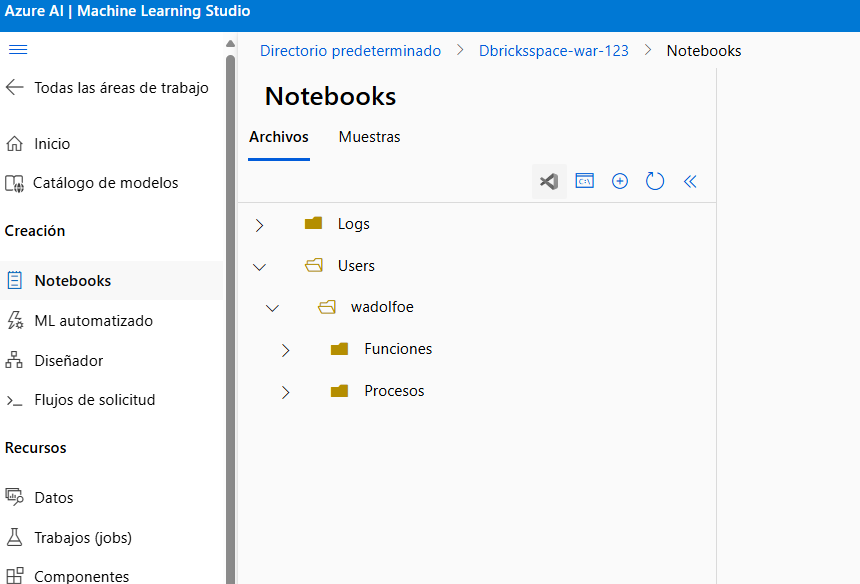 Azure AI | Machine Learning Studio
Directorio predeterminado > Dbricksspace-war-123 > Notebooks
Todas las áreas de trabajo
Inicio
Catálogo de modelos
Creación
Notebooks
ML automatizado
Diseñador
Flujos de solicitud
Recursos
Datos
Trabajos (jobs)
Componentes
Notebooks
Archivos Muestras
Logs
Users
wadolfoe
Funciones
Procesos